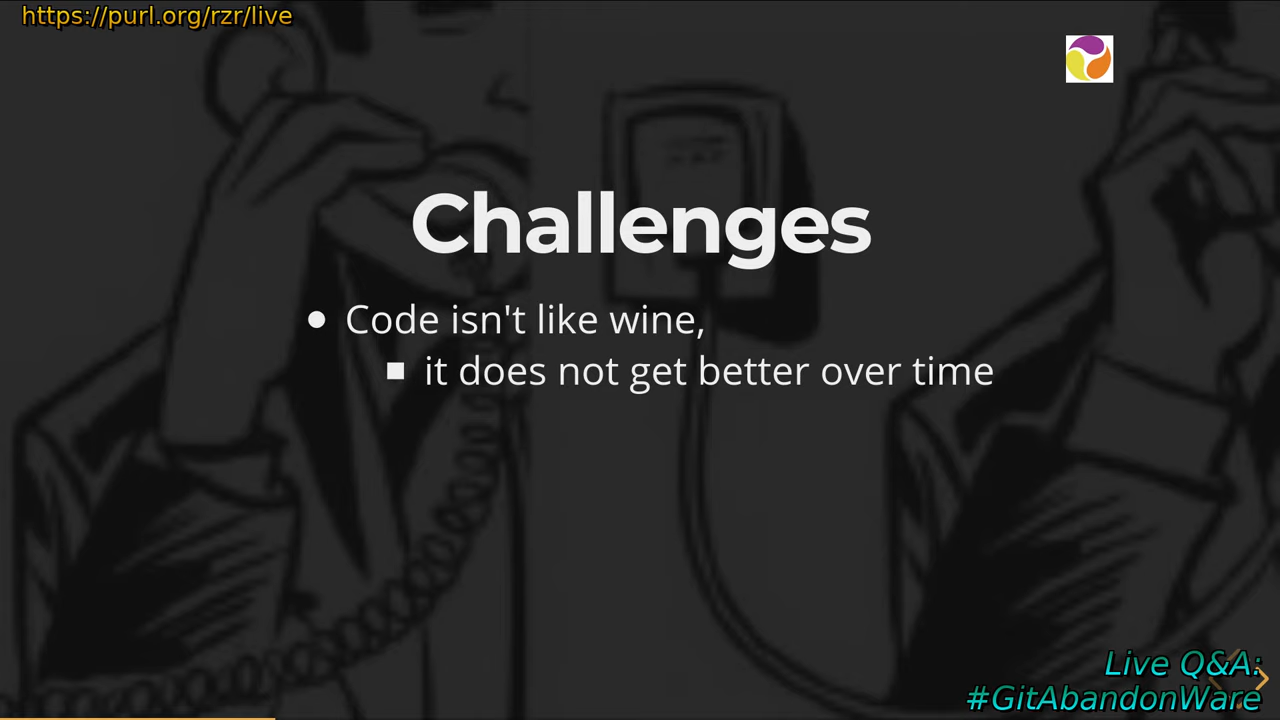 https://purl.org/rzr/live
Challenges
Code isn't like wine,
it does not get better over time
Live Q&A:
#GitAbandonWare